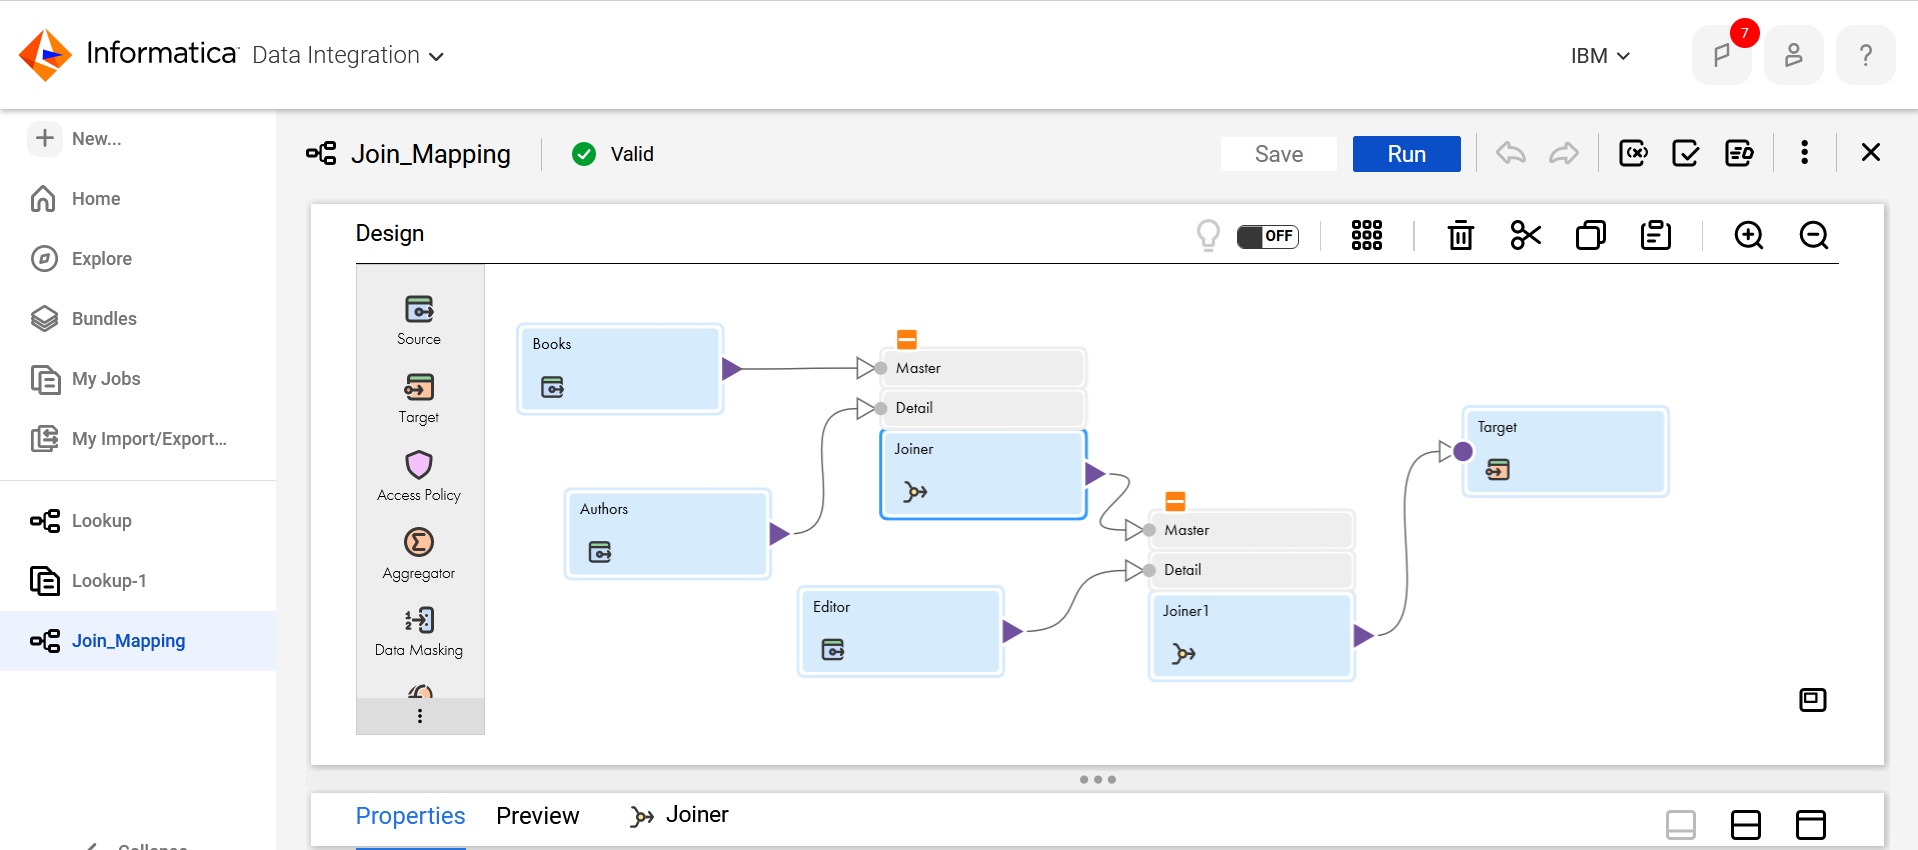 Informatica Data Integration
IBM
7
?
New...
Home
Explore
Bundles
My Jobs
My Import/Export...
Lookup
Lookup-1
Join_Mapping
Join_Mapping
Valid
Save
Run
Design
OFF
Source
Target
Access Policy
Aggregator
Data Masking
Books
Authors
Master
Detail
Joiner
Editor
Master
Detail
Joiner1
Target
Properties
Preview
Joiner
Collapse